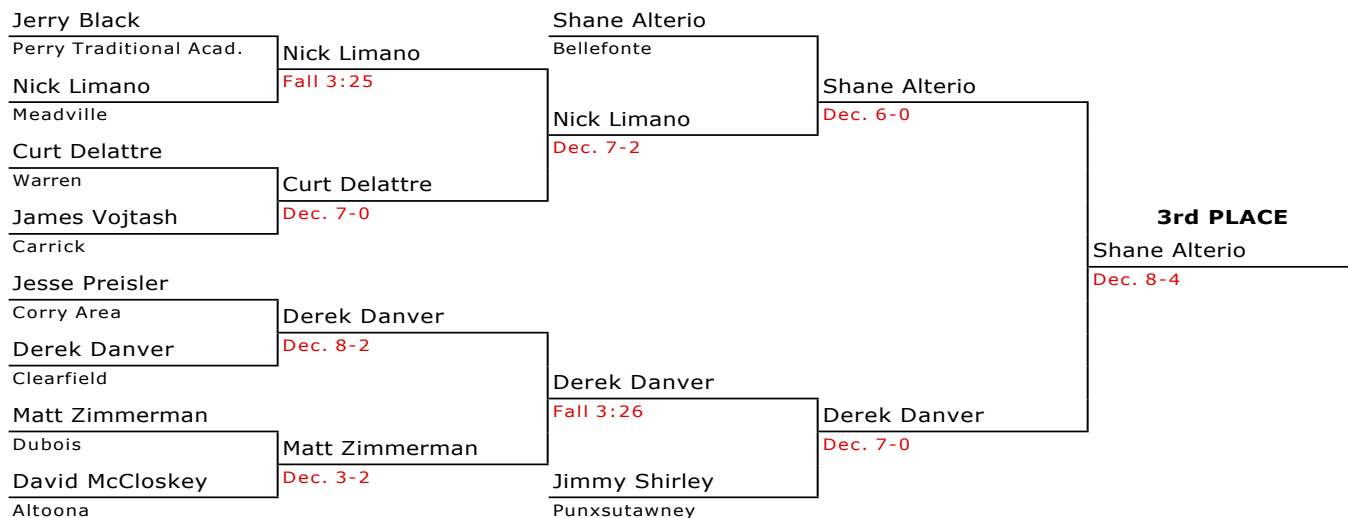 Jerry Black
Perry Traditional Acad.
Nick Limano
Meadville
Curt Delattre
Warren
James Vojtash
Carrick
Jesse Preisler
Corry Area
Derek Danver
Clearfield
Matt Zimmerman
Dubois
David McCloskey
Altoona
Nick Limano
Fall 3:25
Curt Delattre
Dec. 7-0
Derek Danver
Dec. 8-2
Matt Zimmerman
Dec. 3-2
Shane Alterio
Bellefonte
Nick Limano
Dec. 7-2
Derek Danver
Fall 3:26
Jimmy Shirley
Punxsutawney
Shane Alterio
Dec. 6-0
Derek Danver
Dec. 7-0
3rd PLACE
Shane Alterio
Dec. 8-4